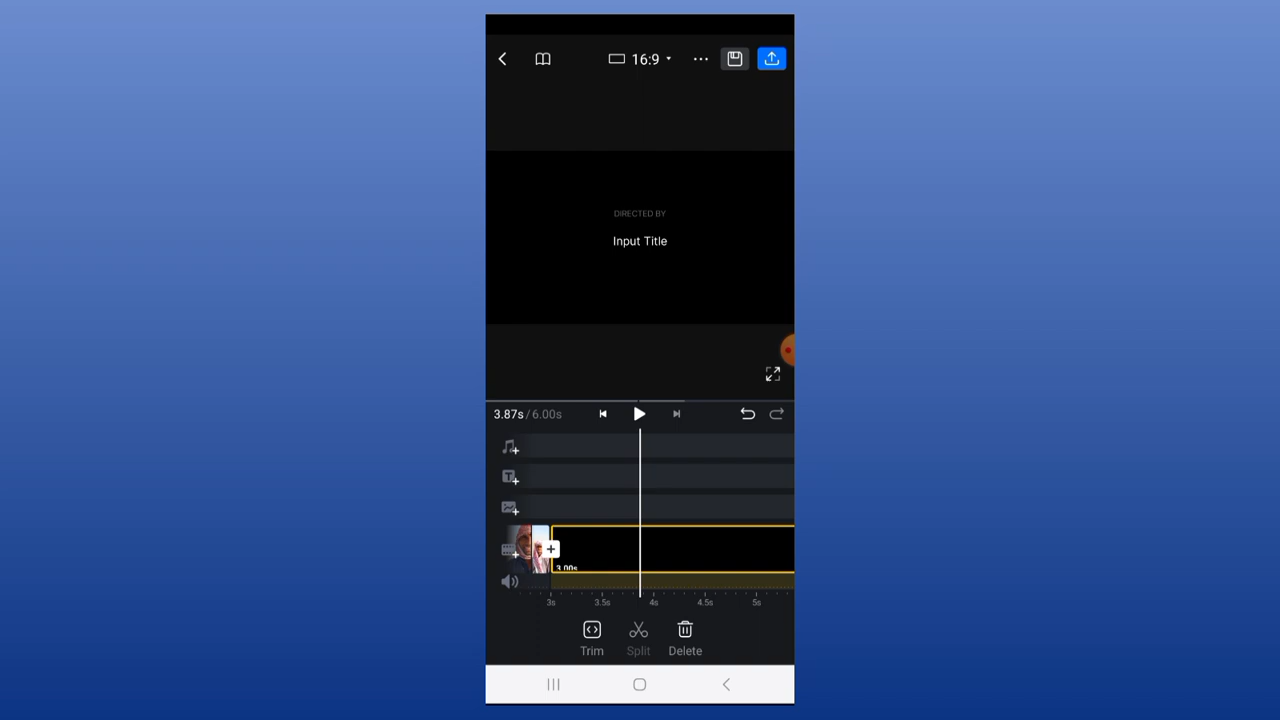 16:9
DIRECTED BY
Input Title
3.87s / 6.00s
3.00s
3s 3.5s 4s 4.5s 5s
Trim Split Delete